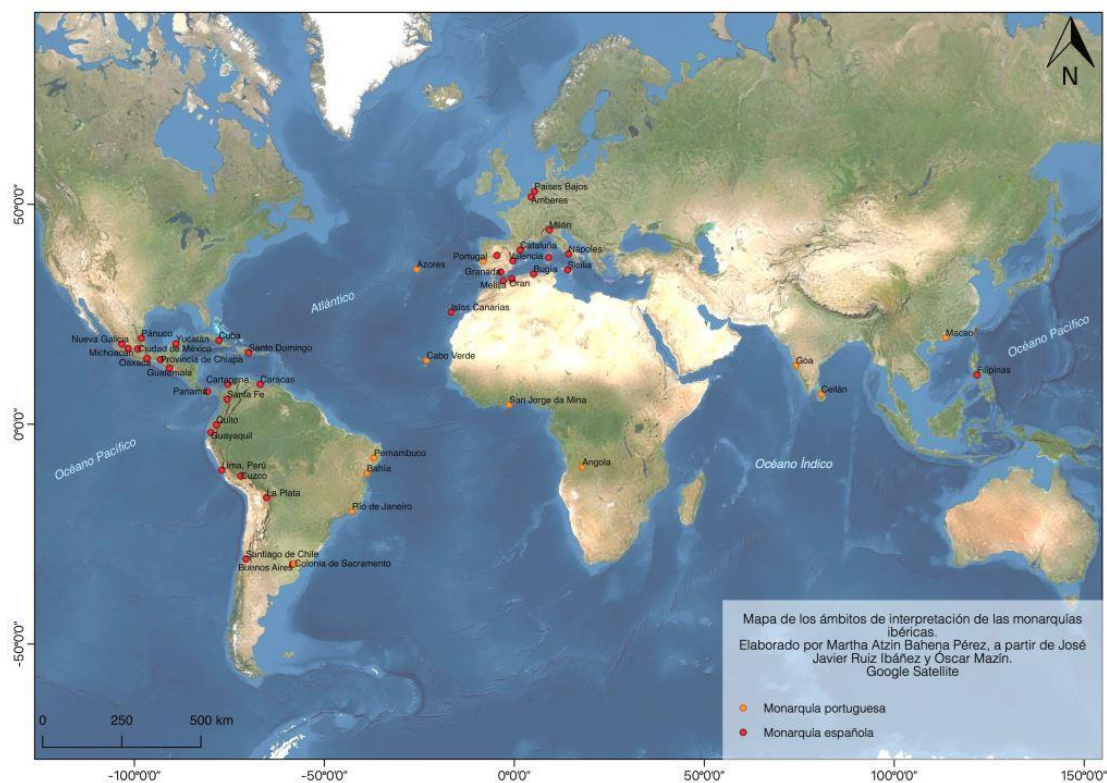 N
50°0'0"
0°0'0"
-50°0'0"
Países Bajos
Amberes
Milán
Cataluña
Portugal
Valencia
Nápoles
Azores
Granada
Bugía
Sicilia
Melilla
Oran
Atlántico
Islas Canarias
Pánuco
Nueva Galicia
Yucatán
Cuba
Michoacán
Ciudad de México
Santo Domingo
Oaxaca
Provincia de Chiapa
Guatemala
Cabo Verde
Macao
Océano Pacífico
Goa
Filipinas
Cartagena
Caracas
Panamá
Santa Fe
San Jorge da Mina
Ceilán
Quito
Guayaquil
Océano Pacífico
Pernambuco
Lima, Perú
Bahía
Cuzco
Angola
Océano Índico
La Plata
Río de Janeiro
Santiago de Chile
Buenos Aires
Colonia de Sacramento
Mapa de los ámbitos de interpretación de las monarquías
ibéricas.
Elaborado por Martha Atzin Bahena Pérez, a partir de José
Javier Ruiz Ibáñez y Óscar Mazín.
Google Satellite
Monarquía portuguesa
Monarquía española
0 250 500 km
-100°0'0" -50°0'0" 0°0'0" 50°0'0" 100°0'0" 150°0'0"